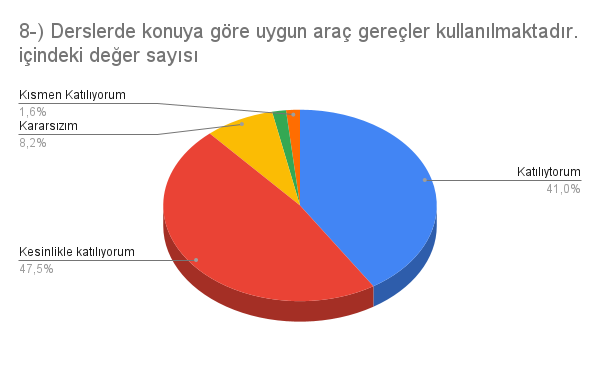 8-) Derslerde konuya göre uygun araç gereçler kullanılmaktadır.
içindeki değer sayısı
Kısmen Katılıyorum
1,6%
Kararsızım
8,2%
Katılıytorum
41,0%
Kesinlikle katılıyorum
47,5%